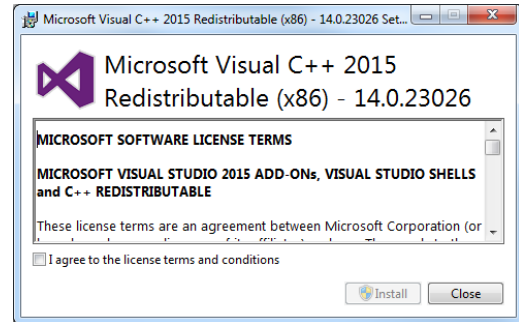 Microsoft Visual C++ 2015 Redistributable (x86) - 14.0.23026 Set...
Microsoft Visual C++ 2015
Redistributable (x86) - 14.0.23026
MICROSOFT SOFTWARE LICENSE TERMS
MICROSOFT VISUAL STUDIO 2015 ADD-ONs, VISUAL STUDIO SHELLS
and C++ REDISTRIBUTABLE
These license terms are an agreement between Microsoft Corporation (or
I agree to the license terms and conditions
Install
Close